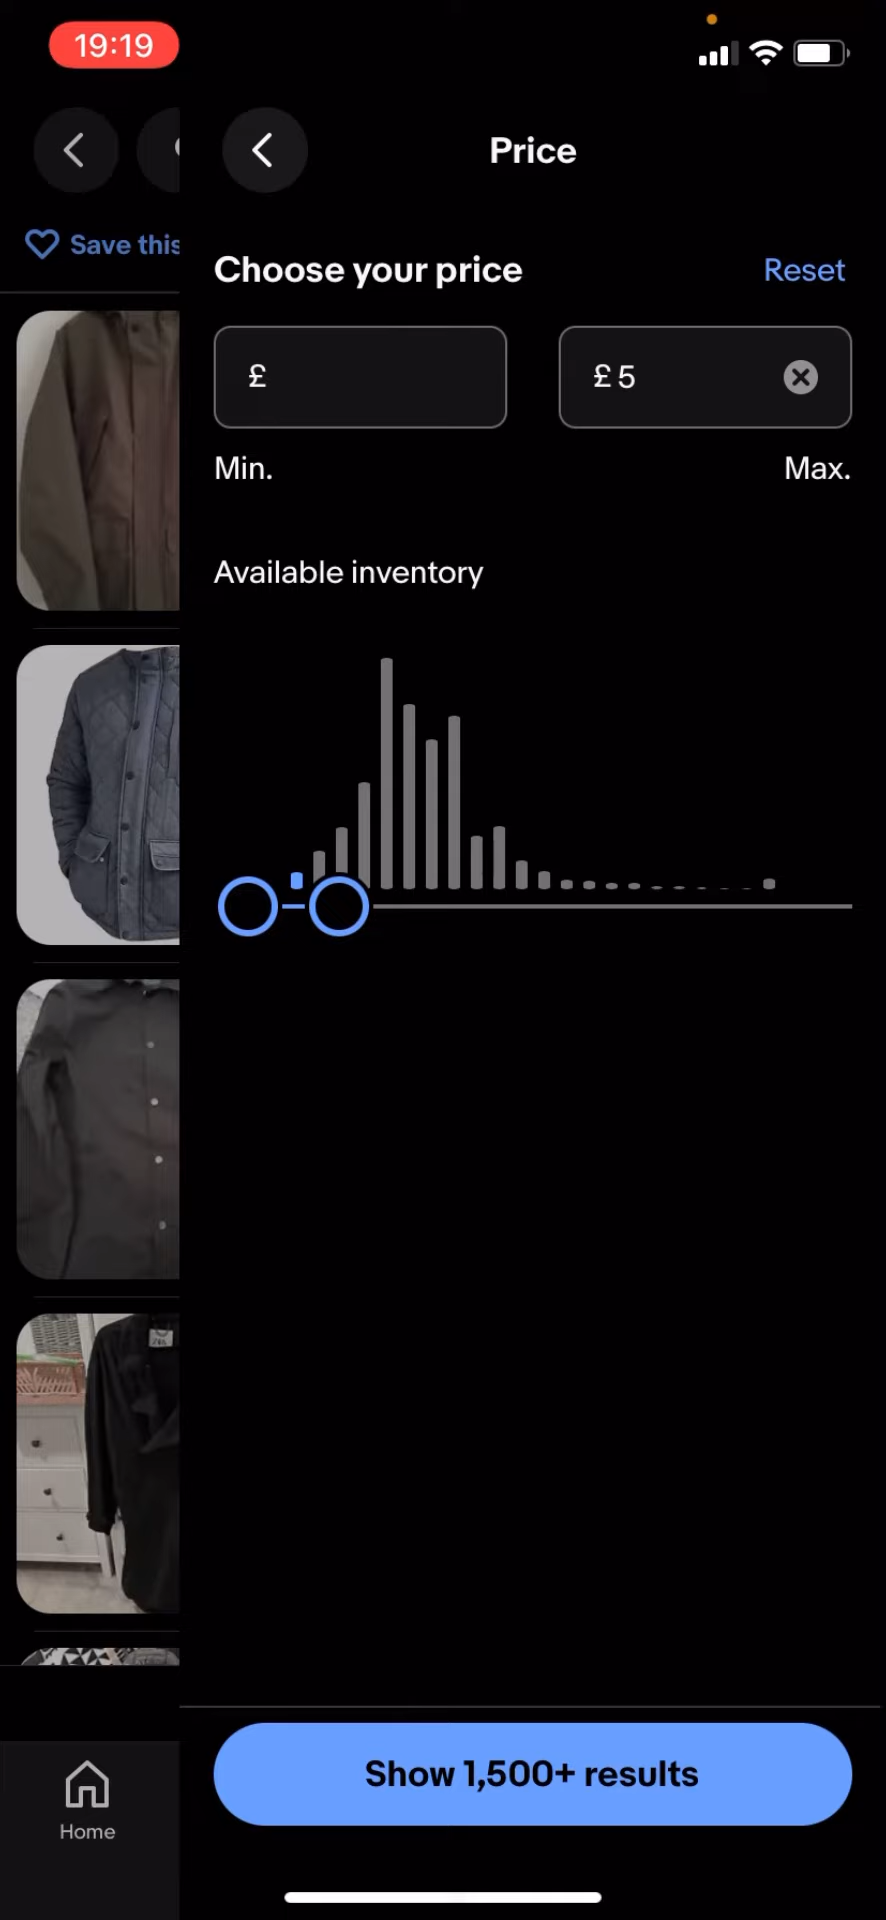 19:19
Price
Save this
Choose your price
Reset
£
£ 5
Min.
Max.
Available inventory
Show 1,500+ results
Home